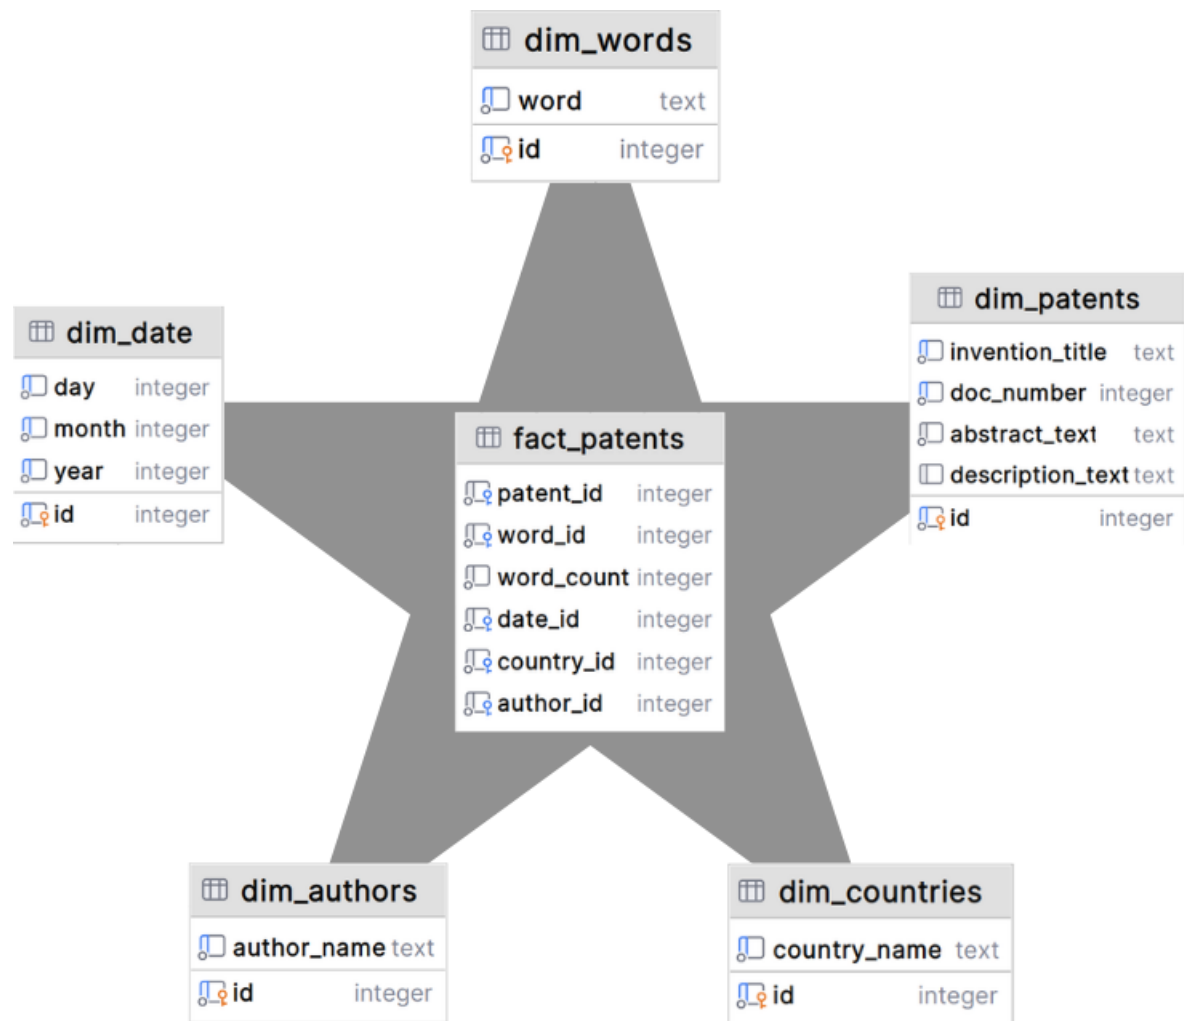 dim_words
word text
id integer
dim_date
day integer
month integer
year integer
id integer
fact_patents
patent_id integer
word_id integer
word_count integer
date_id integer
country_id integer
author_id integer
dim_patents
invention_title text
doc_number integer
abstract_text text
description_text text
id integer
dim_authors
author_name text
id integer
dim_countries
country_name text
id integer